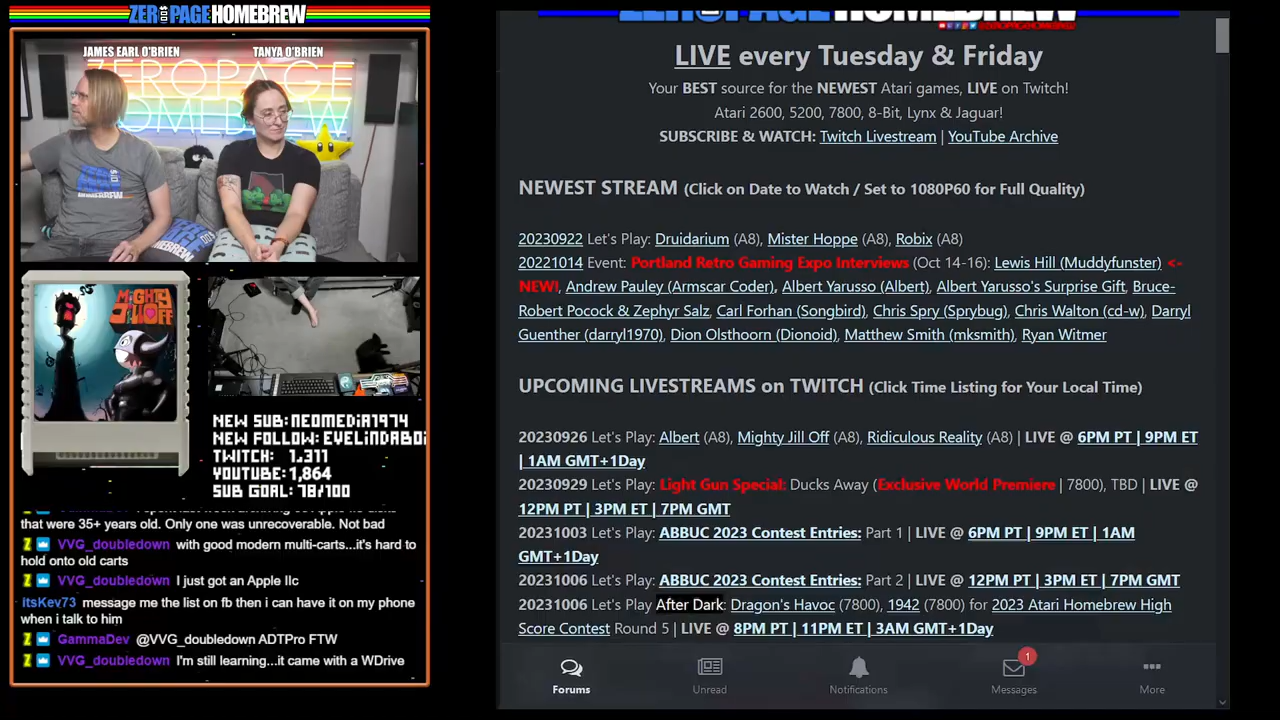 ZEROPAGE HOMEBREW
JAMES EARL O'BRIEN
TANYA O'BRIEN
ZEROPAGE
HOMEBREW
MIGHTY
JILL OFF
NEW SUB: NEOMEDIA1974
NEW FOLLOW: EVELINDABOI
TWITCH: 1,311
YOUTUBE: 1,864
SUB GOAL: 78/100
that were 35+ years old. Only one was unrecoverable. Not bad
VVG_doubledown with good modern multi-carts...it's hard to
hold onto old carts
VVG_doubledown I just got an Apple IIc
itsKev73 message me the list on fb then i can have it on my phone
when i talk to him
GammaDev @VVG_doubledown ADTPro FTW
VVG_doubledown I'm still learning...it came with a WDrive
LIVE every Tuesday & Friday
Your BEST source for the NEWEST Atari games, LIVE on Twitch!
Atari 2600, 5200, 7800, 8-Bit, Lynx & Jaguar!
SUBSCRIBE & WATCH: Twitch Livestream | YouTube Archive
NEWEST STREAM (Click on Date to Watch / Set to 1080P60 for Full Quality)
20230922 Let's Play: Druidarium (A8), Mister Hoppe (A8), Robix (A8)
20221014 Event: Portland Retro Gaming Expo Interviews (Oct 14-16): Lewis Hill (Muddyfunster) <-
NEW!, Andrew Pauley (Armscar Coder), Albert Yarusso (Albert), Albert Yarusso's Surprise Gift, Bruce-
Robert Pocock & Zephyr Salz, Carl Forhan (Songbird), Chris Spry (Sprybug), Chris Walton (cd-w), Darryl
Guenther (darryl1970), Dion Olsthoorn (Dionoid), Matthew Smith (mksmith), Ryan Witmer
UPCOMING LIVESTREAMS on TWITCH (Click Time Listing for Your Local Time)
20230926 Let's Play: Albert (A8), Mighty Jill Off (A8), Ridiculous Reality (A8) | LIVE @ 6PM PT | 9PM ET
| 1AM GMT+1Day
20230929 Let's Play: Light Gun Special: Ducks Away (Exclusive World Premiere | 7800), TBD | LIVE @
12PM PT | 3PM ET | 7PM GMT
20231003 Let's Play: ABBUC 2023 Contest Entries: Part 1 | LIVE @ 6PM PT | 9PM ET | 1AM
GMT+1Day
20231006 Let's Play: ABBUC 2023 Contest Entries: Part 2 | LIVE @ 12PM PT | 3PM ET | 7PM GMT
20231006 Let's Play After Dark: Dragon's Havoc (7800), 1942 (7800) for 2023 Atari Homebrew High
Score Contest Round 5 | LIVE @ 8PM PT | 11PM ET | 3AM GMT+1Day
Forums
Unread
Notifications
1
Messages
More